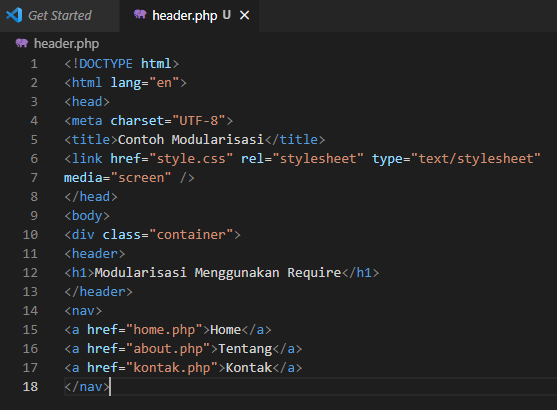 Get Started header.php U
header.php
1 <!DOCTYPE html>
2 <html lang="en">
3 <head>
4 <meta charset="UTF-8">
5 <title>Contoh Modularisasi</title>
6 <link href="style.css" rel="stylesheet" type="text/stylesheet"
7 media="screen" />
8 </head>
9 <body>
10 <div class="container">
11 <header>
12 <h1>Modularisasi Menggunakan Require</h1>
13 </header>
14 <nav>
15 <a href="home.php">Home</a>
16 <a href="about.php">Tentang</a>
17 <a href="kontak.php">Kontak</a>
18 </nav>